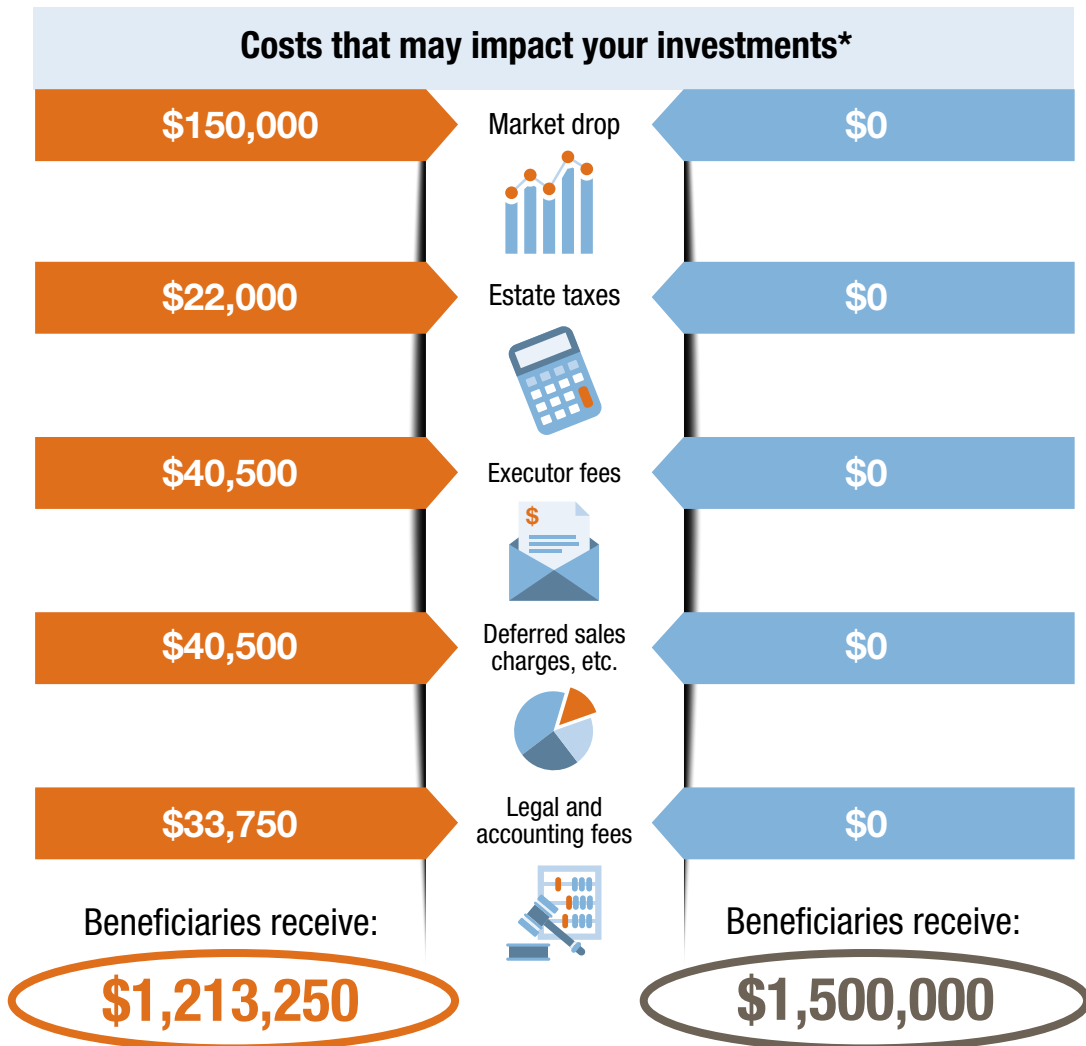 Costs that may impact your investments*
$150,000
Market drop
$0
$22,000
Estate taxes
$0
$40,500
Executor fees
$0
$
$40,500
Deferred sales
charges, etc.
$0
$33,750
Legal and
accounting fees
$0
Beneficiaries receive:
$1,213,250
Beneficiaries receive:
$1,500,000